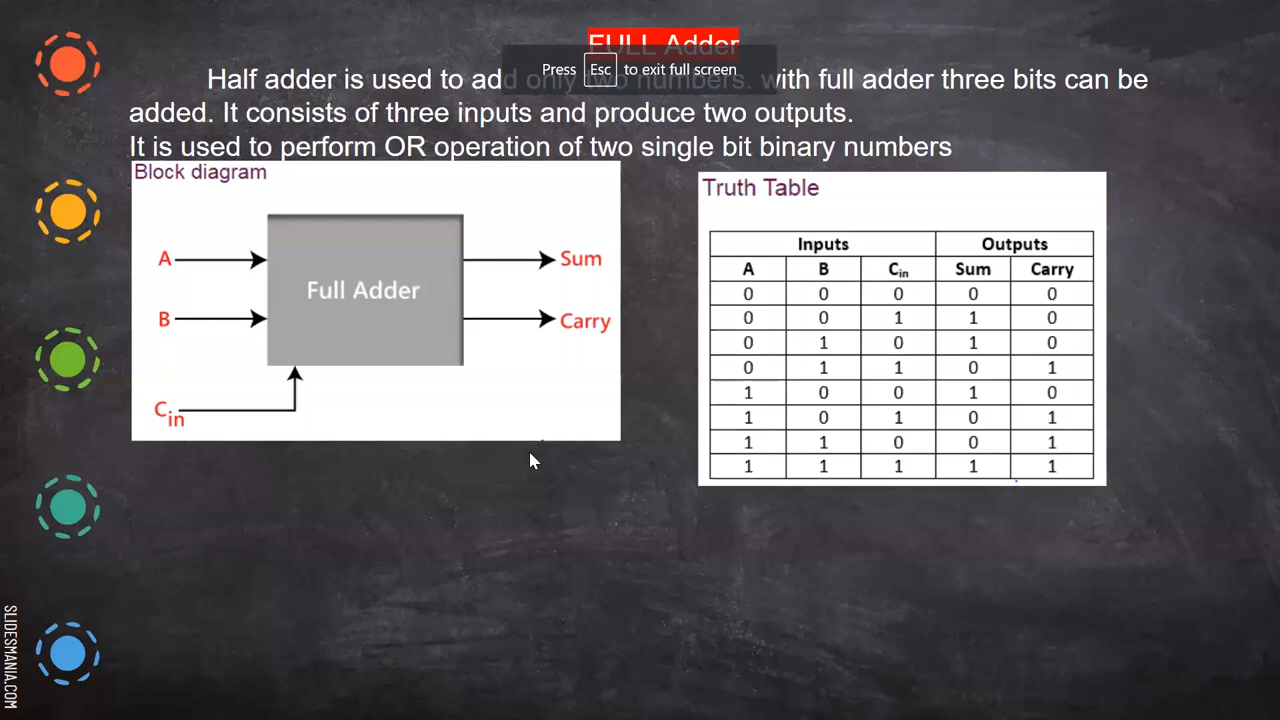 FULL Adder
Press Esc to exit full screen
Half adder is used to add only two numbers. with full adder three bits can be
added. It consists of three inputs and produce two outputs.
It is used to perform OR operation of two single bit binary numbers
Block diagram
A
B
Cin
Full Adder
Sum
Carry
Truth Table
Inputs Outputs
A B Cin Sum Carry
0 0 0 0 0
0 0 1 1 0
0 1 0 1 0
0 1 1 0 1
1 0 0 1 0
1 0 1 0 1
1 1 0 0 1
1 1 1 1 1
SLIDESMANIA.COM